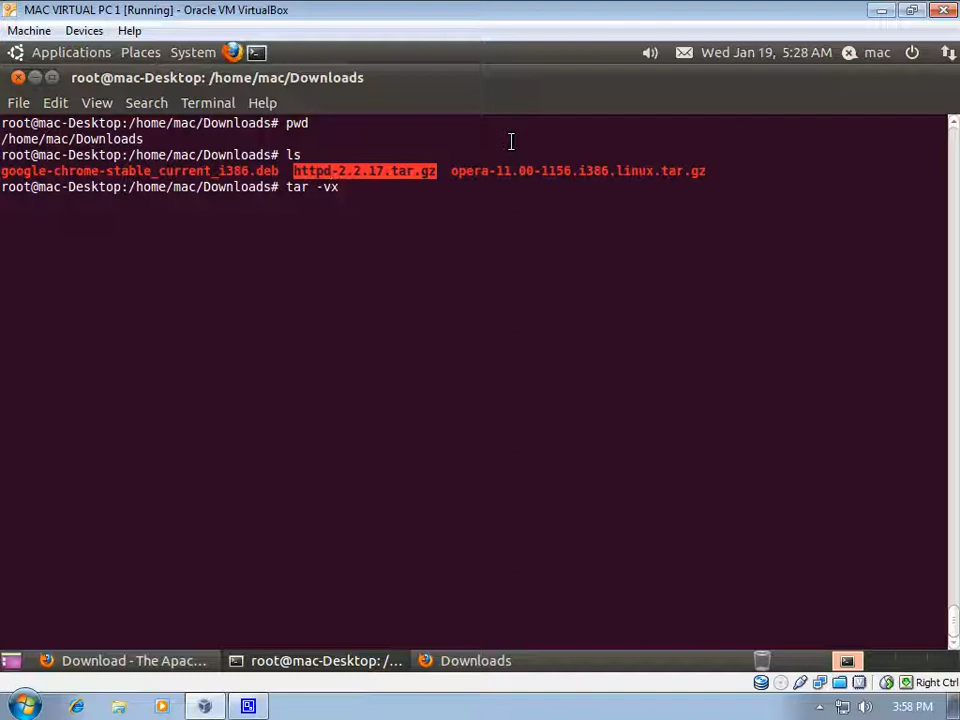 MAC VIRTUAL PC 1 [Running] - Oracle VM VirtualBox
Machine Devices Help
Applications Places System Wed Jan 19, 5:28 AM mac
root@mac-Desktop: /home/mac/Downloads
File Edit View Search Terminal Help
root@mac-Desktop:/home/mac/Downloads# pwd
/home/mac/Downloads
root@mac-Desktop:/home/mac/Downloads# ls
google-chrome-stable_current_i386.deb httpd-2.2.17.tar.gz opera-11.00-1156.i386.linux.tar.gz
root@mac-Desktop:/home/mac/Downloads# tar -vx
Download - The Apac... root@mac-Desktop: /... Downloads
Right Ctrl
3:58 PM